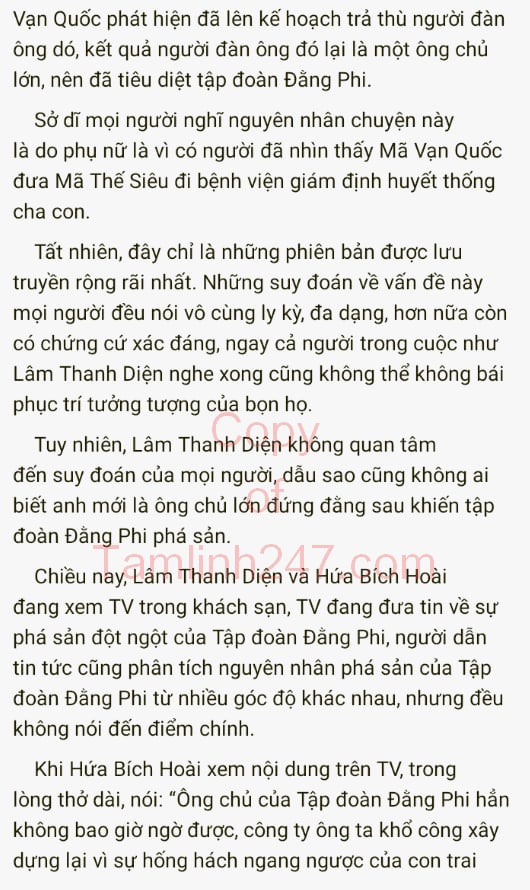 Vạn Quốc phát hiện đã lên kế hoạch trả thù người đàn
ông dó, kết quả người đàn ông đó lại là một ông chủ
lớn, nên đã tiêu diệt tập đoàn Đằng Phi.
Sở dĩ mọi người nghĩ nguyên nhân chuyện này
là do phụ nữ là vì có người đã nhìn thấy Mã Vạn Quốc
đưa Mã Thế Siêu đi bệnh viện giám định huyết thống
cha con.
Tất nhiên, đây chỉ là những phiên bản được lưu
truyền rộng rãi nhất. Những suy đoán về vấn đề này
mọi người đều nói vô cùng ly kỳ, đa dạng, hơn nữa còn
có chứng cứ xác đáng, ngay cả người trong cuộc như
Lâm Thanh Diện nghe xong cũng không thể không bái
phục trí tưởng tượng của bọn họ.
Tuy nhiên, Lâm Thanh Diện không quan tâm
đến suy đoán của mọi người, dẫu sao cũng không ai
biết anh mới là ông chủ lớn đứng đằng sau khiến tập
đoàn Đằng Phi phá sản.
Chiều nay, Lâm Thanh Diện và Hứa Bích Hoài
đang xem TV trong khách sạn, TV đang đưa tin về sự
phá sản đột ngột của Tập đoàn Đằng Phi, người dẫn
tin tức cũng phân tích nguyên nhân phá sản của Tập
đoàn Đằng Phi từ nhiều góc độ khác nhau, nhưng đều
không nói đến điểm chính.
Khi Hứa Bích Hoài xem nội dung trên TV, trong
lòng thở dài, nói: “Ông chủ của Tập đoàn Đằng Phi hẳn
không bao giờ ngờ được, công ty ông ta khổ công xây
dựng lại vì sự hống hách ngang ngược của con trai
Copy
of
Tamlinh247.com